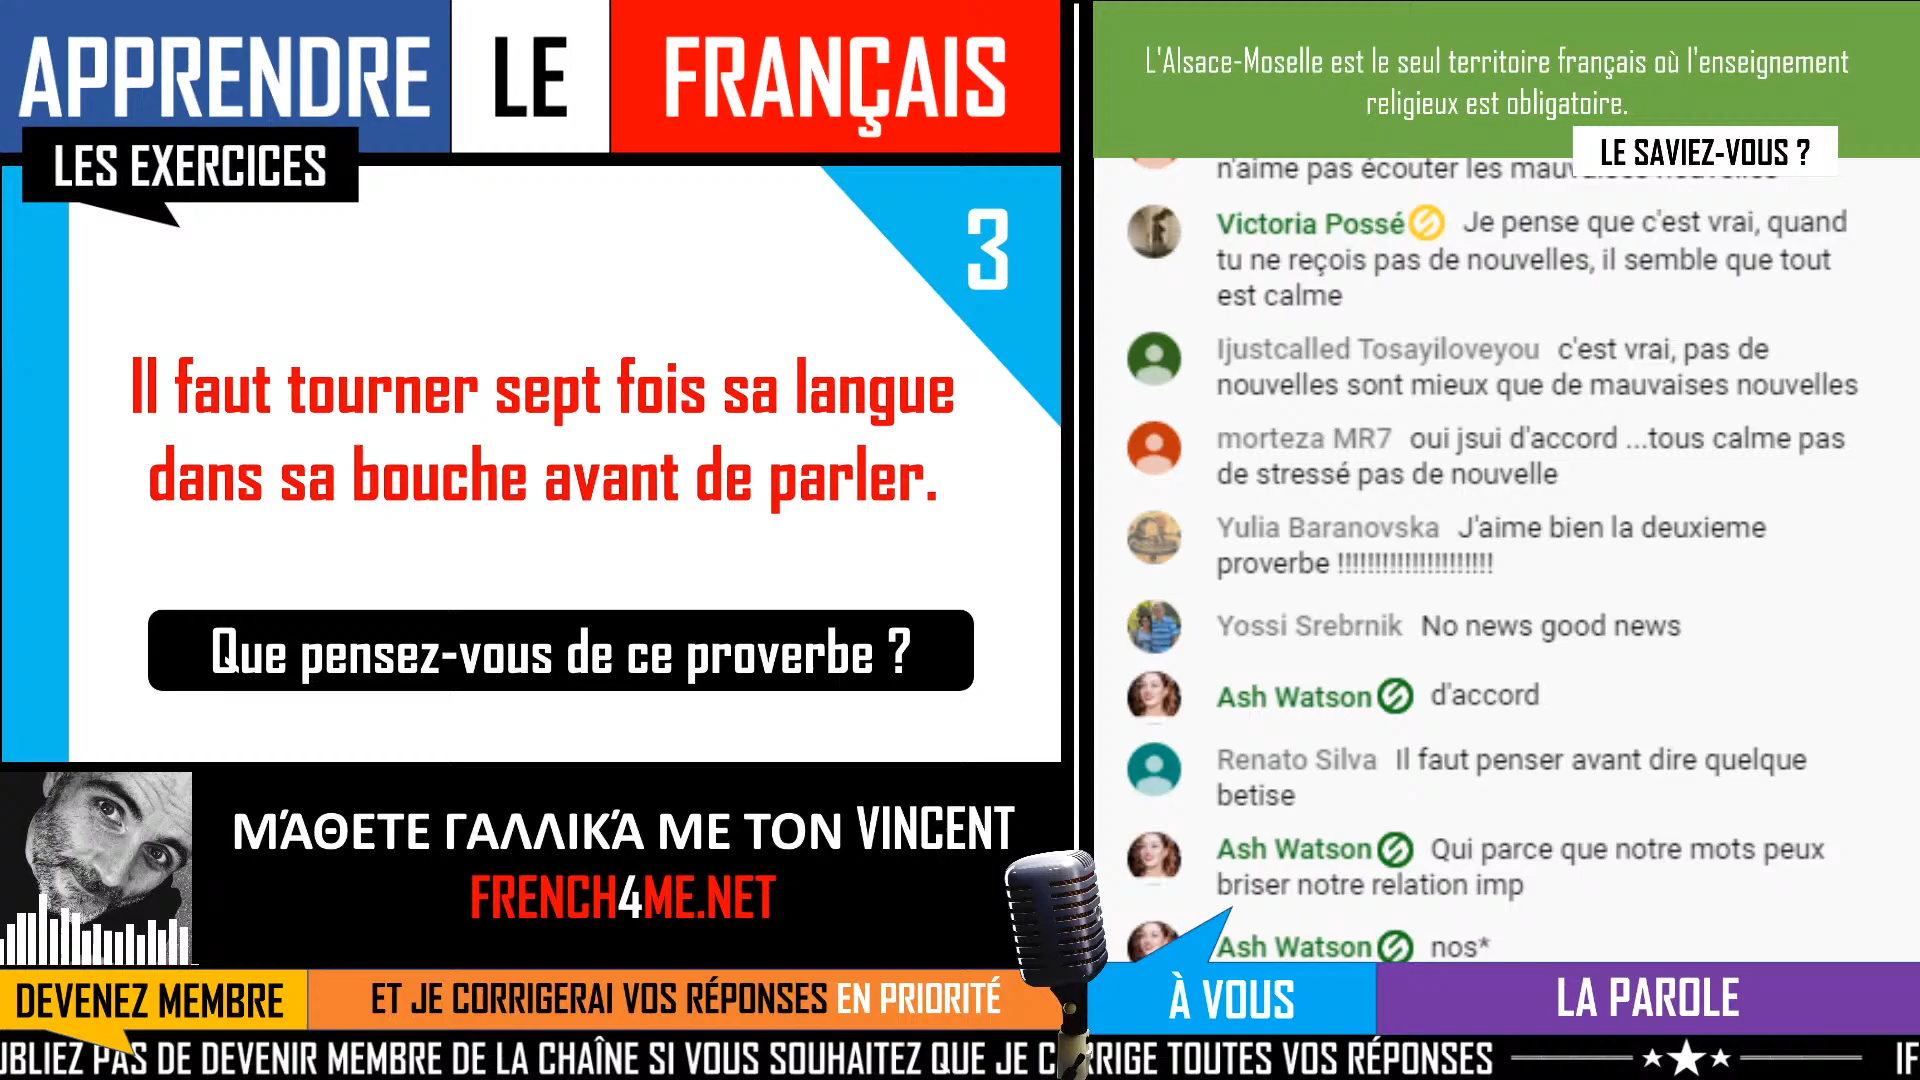 APPRENDRE LE FRANÇAIS
LES EXERCICES
3
Il faut tourner sept fois sa langue
dans sa bouche avant de parler.
Que pensez-vous de ce proverbe ?
ΜΆΘΕΤΕ ΓΑΛΛΙΚΆ ΜΕ ΤΟΝ VINCENT
FRENCH4ME.NET
DEVENEZ MEMBRE
ET JE CORRIGERAI VOS RÉPONSES EN PRIORITÉ
L'Alsace-Moselle est le seul territoire français où l'enseignement
religieux est obligatoire.
LE SAVIEZ-VOUS ?
n'aime pas écouter les mauvaises nouvelles
Victoria Possé Je pense que c'est vrai, quand
tu ne reçois pas de nouvelles, il semble que tout
est calme
Ijustcalled Tosayiloveyou c'est vrai, pas de
nouvelles sont mieux que de mauvaises nouvelles
morteza MR7 oui jsui d'accord ...tous calme pas
de stressé pas de nouvelle
Yulia Baranovska J'aime bien la deuxieme
proverbe !!!!!!!!!!!!!!!!!!!!!!
Yossi Srebrnik No news good news
Ash Watson d'accord
Renato Silva Il faut penser avant dire quelque
betise
Ash Watson Qui parce que notre mots peux
briser notre relation imp
Ash Watson nos*
À VOUS
LA PAROLE
UBLIEZ PAS DE DEVENIR MEMBRE DE LA CHAÎNE SI VOUS SOUHAITEZ QUE JE CORRIGE TOUTES VOS RÉPONSES IF